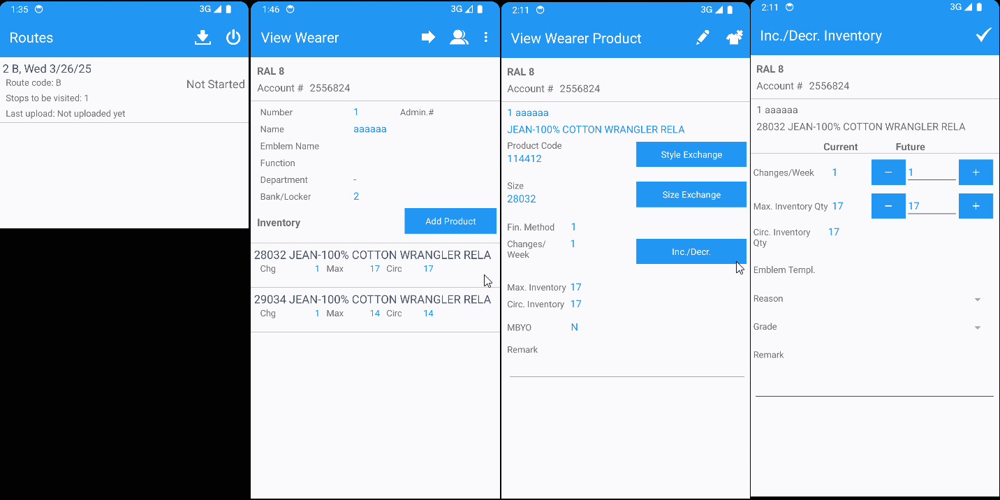 1:35 3G
Routes
2 B, Wed 3/26/25
Route code: B
Not Started
Stops to be visited: 1
Last upload: Not uploaded yet
1:46 3G
View Wearer
RAL 8
Account # 2556824
Number 1 Admin.#
Name aaaaaa
Emblem Name
Function
Department -
Bank/Locker 2
Inventory Add Product
28032 JEAN-100% COTTON WRANGLER RELA
Chg 1 Max 17 Circ 17
29034 JEAN-100% COTTON WRANGLER RELA
Chg 1 Max 14 Circ 14
2:11 3G
View Wearer Product
RAL 8
Account # 2556824
1 aaaaaa
JEAN-100% COTTON WRANGLER RELA
Product Code
114412
Style Exchange
Size
28032
Size Exchange
Fin. Method 1
Changes/
Week
1
Inc./Decr.
Max. Inventory 17
Circ. Inventory 17
MBYO N
Remark
2:11 3G
Inc./Decr. Inventory
RAL 8
Account # 2556824
1 aaaaaa
28032 JEAN-100% COTTON WRANGLER RELA
Current Future
Changes/Week 1 − 1 +
Max. Inventory Qty 17 − 17 +
Circ. Inventory
Qty
17
Emblem Templ.
Reason
Grade
Remark